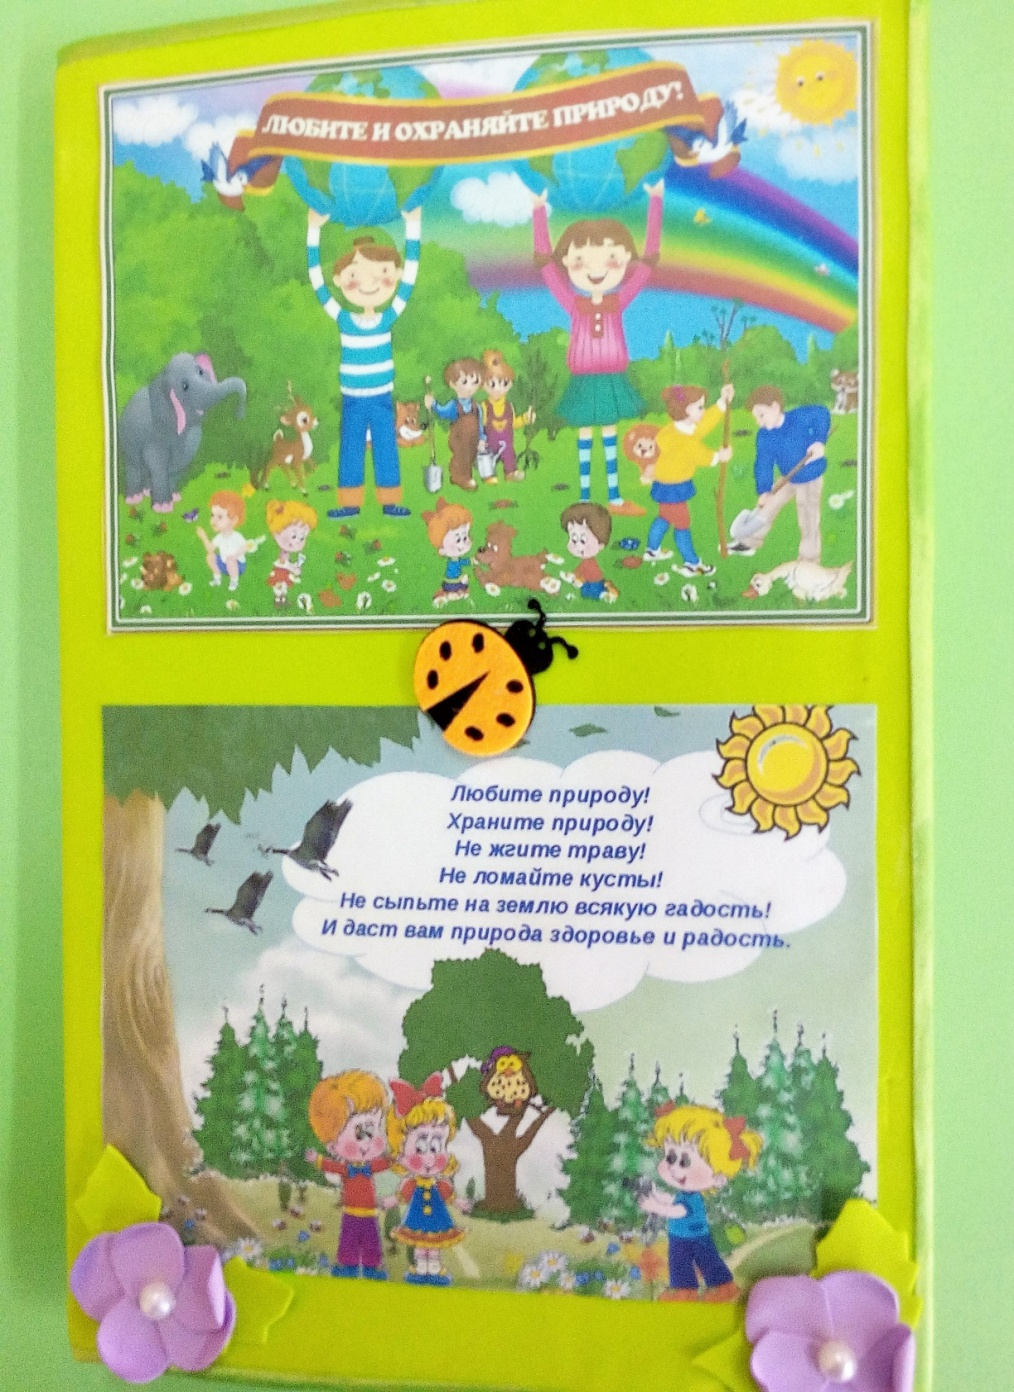 ЛЮБИТЕ И ОХРАНЯЙТЕ ПРИРОДУ!
Любите природу!
Храните природу!
Не жгите траву!
Не ломайте кусты!
Не сыпьте на землю всякую гадость!
И даст вам природа здоровье и радость.